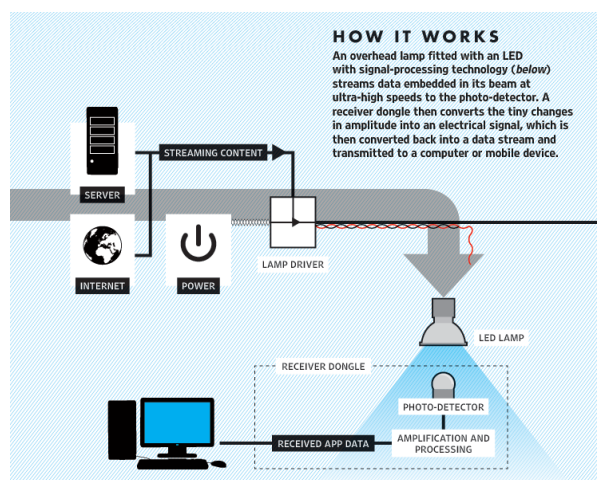 HOW IT WORKS
An overhead lamp fitted with an LED
with signal-processing technology (below)
streams data embedded in its beam at
ultra-high speeds to the photo-detector. A
receiver dongle then converts the tiny changes
in amplitude into an electrical signal, which is
then converted back into a data stream and
transmitted to a computer or mobile device.
STREAMING CONTENT
SERVER
INTERNET
POWER
LAMP DRIVER
LED LAMP
RECEIVER DONGLE
PHOTO-DETECTOR
RECEIVED APP DATA
AMPLIFICATION AND
PROCESSING